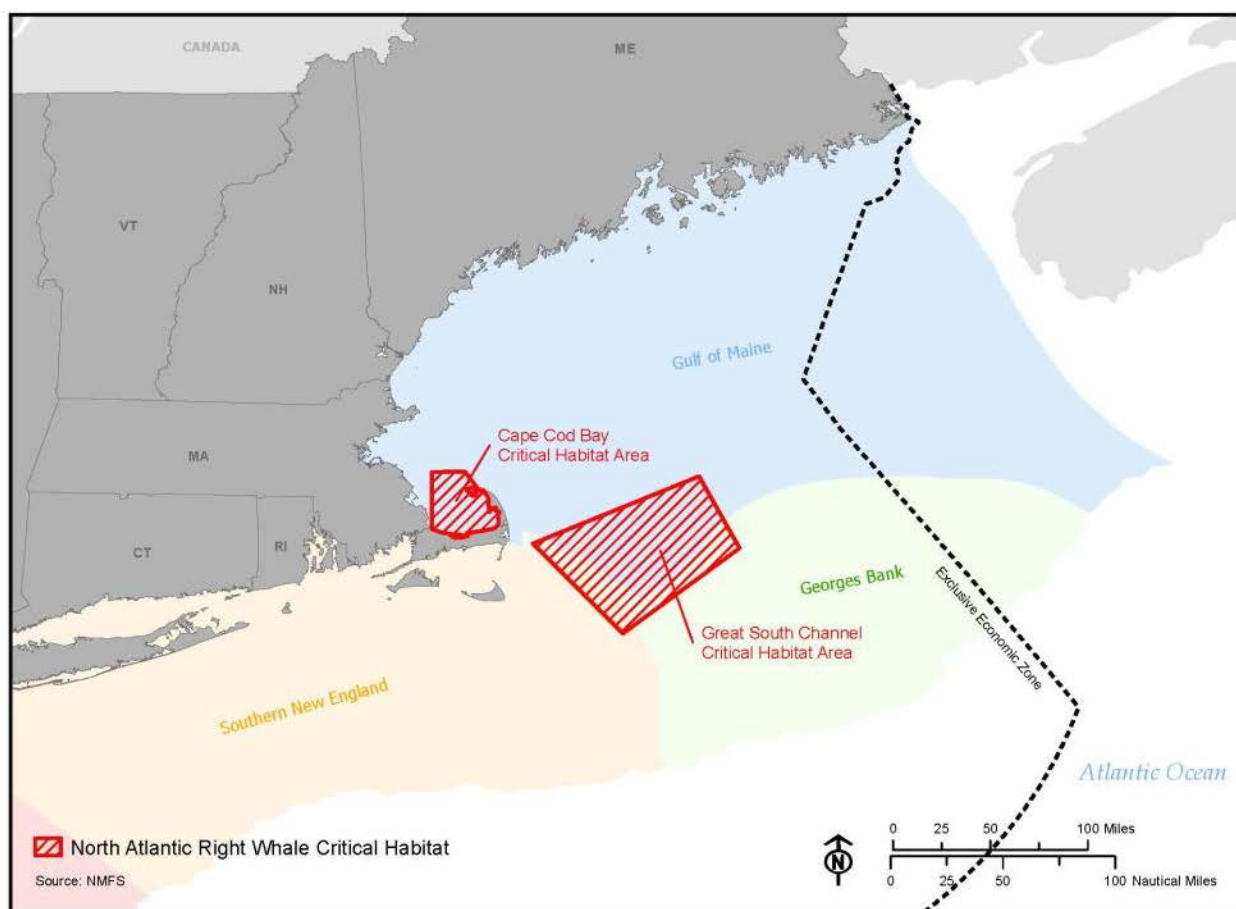 CANADA
ME
VT
NH
Gulf of Maine
Cape Cod Bay
Critical Habitat Area
MA
CT
RI
Georges Bank
Exclusive Economic Zone
Great South Channel
Critical Habitat Area
Southern New England
Atlantic Ocean
North Atlantic Right Whale Critical Habitat
Source: NMFS
N
0 25 50 100 Miles
0 25 50 100 Nautical Miles